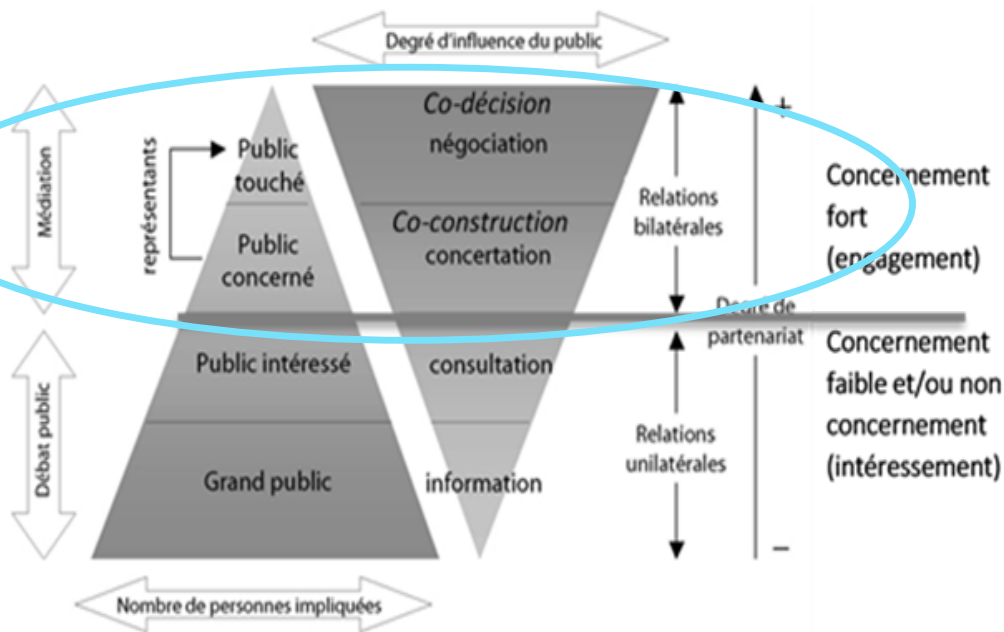 Degré d'influence du public
Médiation
représentants
Public
touché
Public
concerné
Co-décision
négociation
Co-construction
concertation
Relations
bilatérales
+
Concernement
fort
(engagement)
Degré de
partenariat
Débat public
Public intéressé
consultation
Grand public
information
Relations
unilatérales
Concernement
faible et/ou non
concernement
(intéressement)
–
Nombre de personnes impliquées